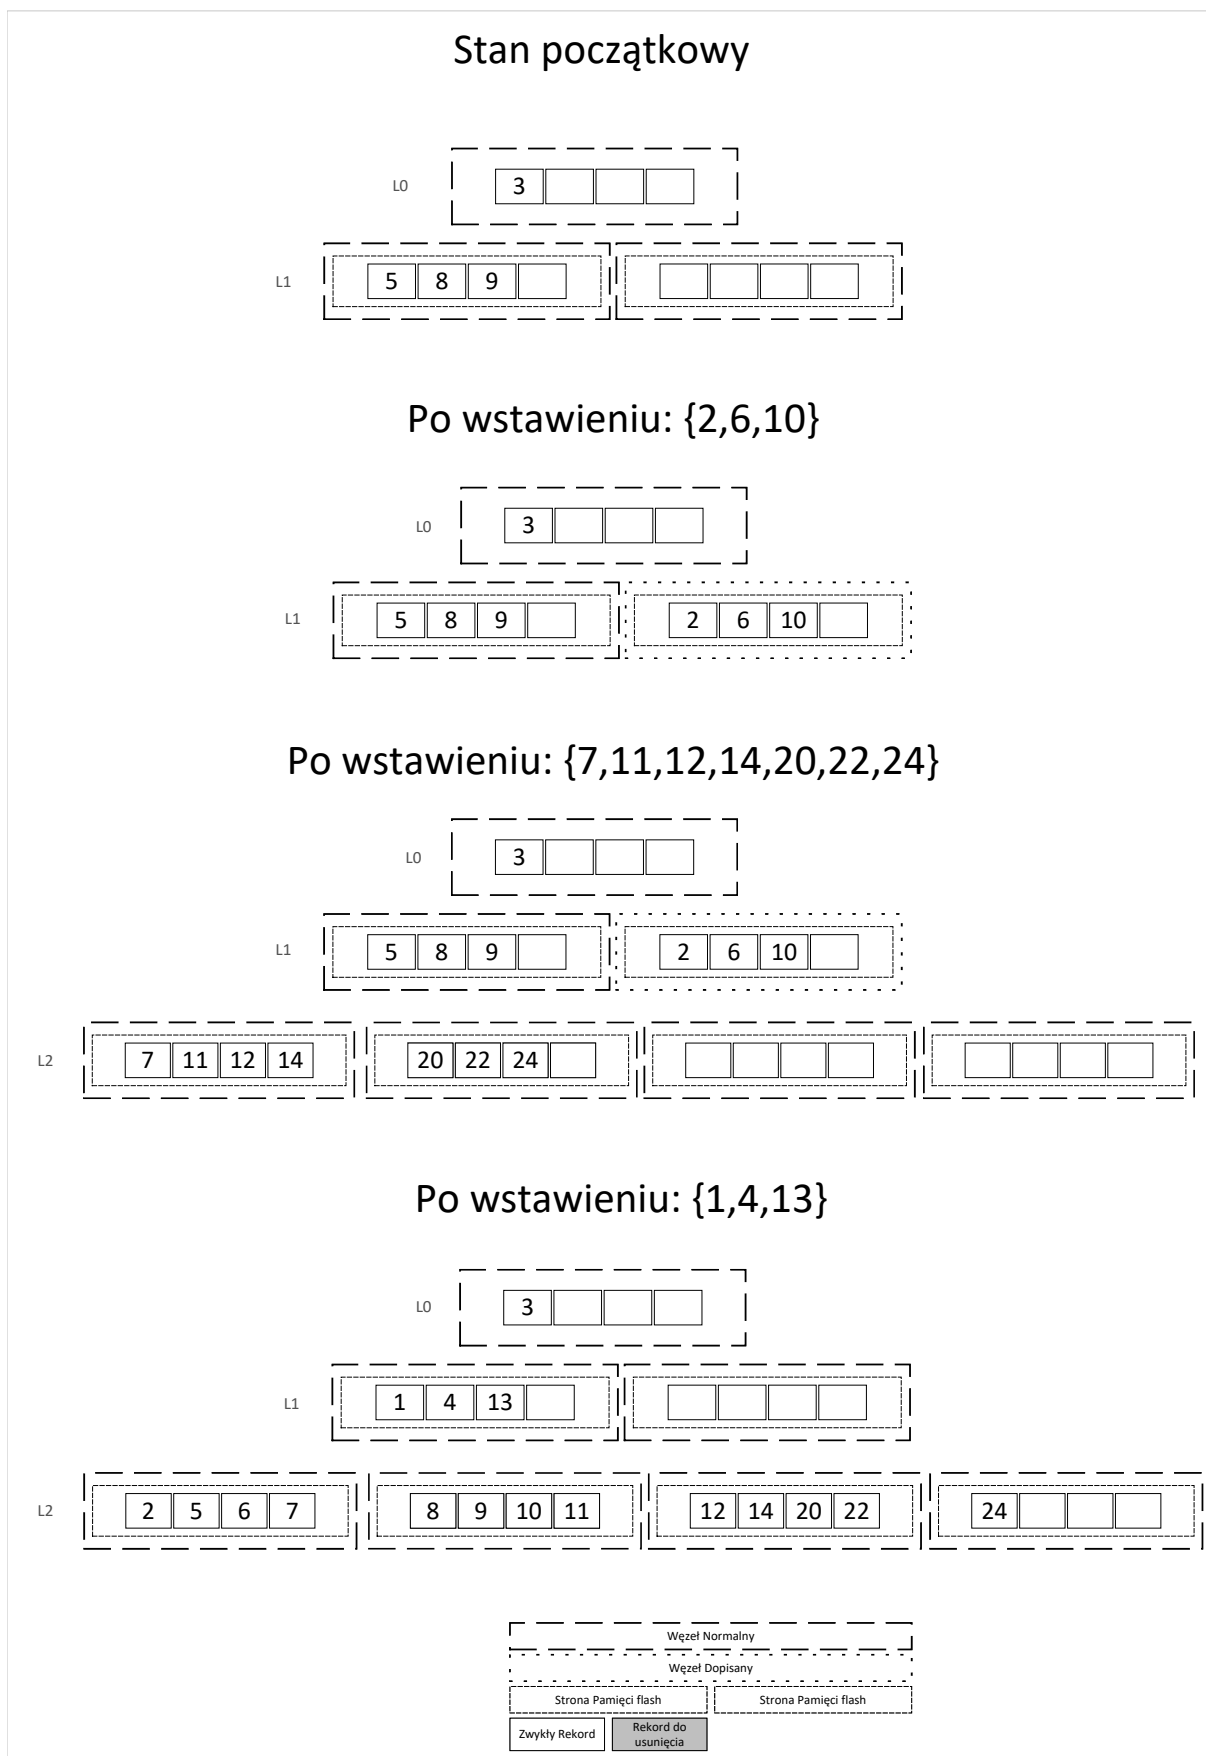 Stan początkowy
L0
3
L1
5 8 9
Po wstawieniu: {2,6,10}
L0
3
L1
5 8 9 2 6 10
Po wstawieniu: {7,11,12,14,20,22,24}
L0
3
L1
5 8 9 2 6 10
L2
7 11 12 14 20 22 24
Po wstawieniu: {1,4,13}
L0
3
L1
1 4 13
L2
2 5 6 7 8 9 10 11 12 14 20 22 24
Węzeł Normalny
Węzeł Dopisany
Strona Pamięci flash Strona Pamięci flash
Zwykły Rekord
Rekord do
usunięcia